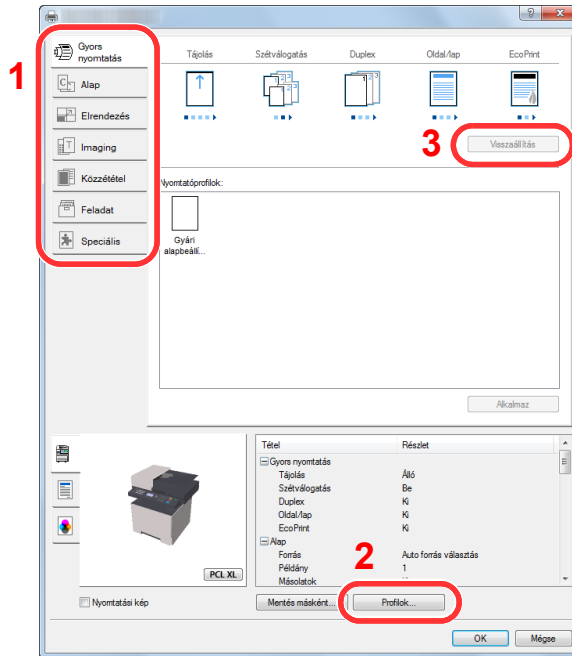 Gyors
nyomtatás
Alap
Elrendezés
Imaging
Közzététel
Feladat
Speciális
1
Tájolás Szétválogatás Duplex Oldal/lap EcoPrint
3
Visszaállítás
Nyomtatóprofilok:
Gyári
alapbeállí...
Alkalmaz
Tétel Részlet
Gyors nyomtatás
Tájolás Álló
Szétválogatás Be
Duplex Ki
Oldal/lap Ki
EcoPrint Ki
Alap
Forrás Auto forrás választás
Példány 1
Másolatok
2
PCL XL
Nyomtatási kép
Mentés másként... Profilok...
OK Mégse